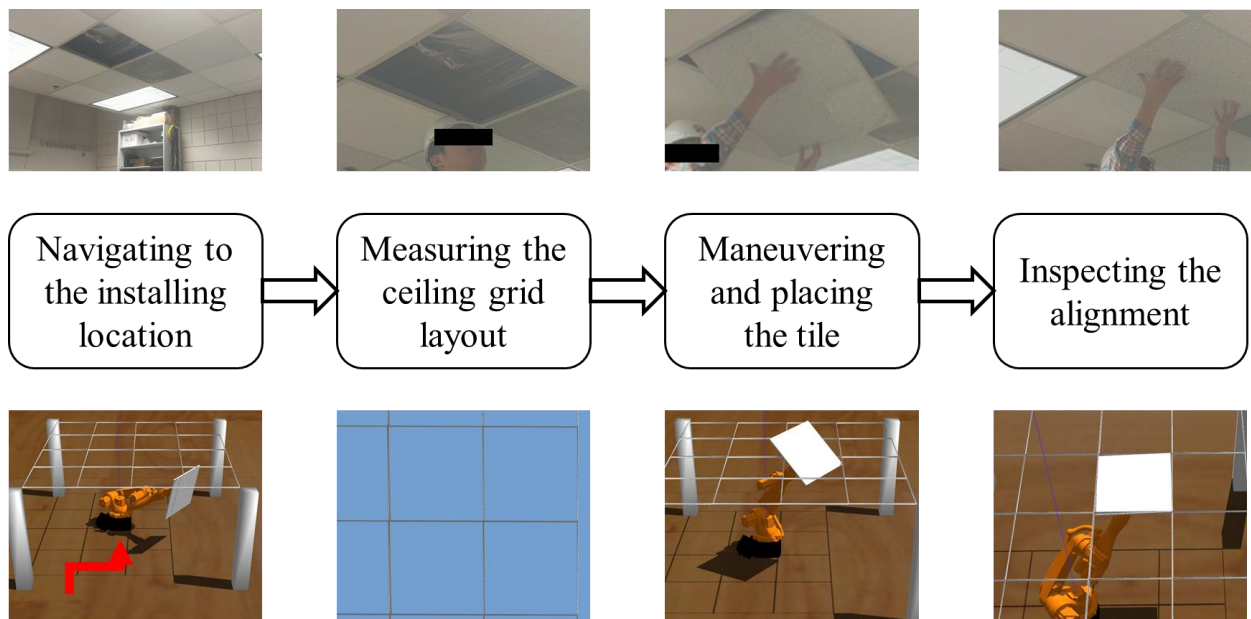 Navigating to
the installing
location
Measuring the
ceiling grid
layout
Maneuvering
and placing
the tile
Inspecting the
alignment